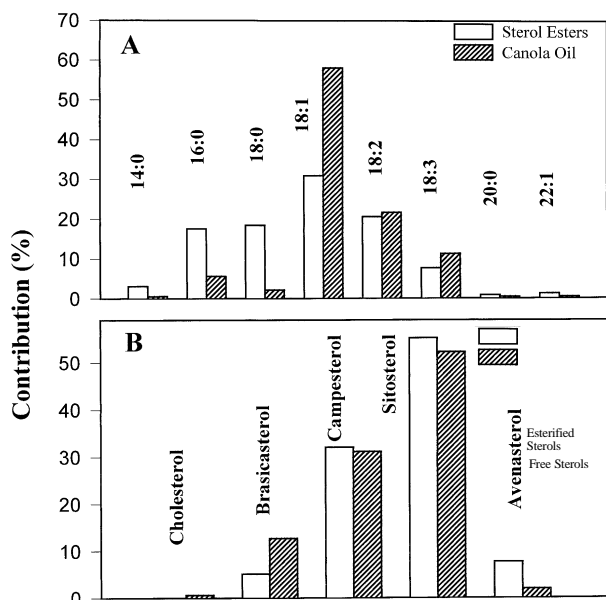 70
60
50
40
30
20
10
0
A
Sterol Esters
Canola Oil
14:0
16:0
18:0
18:1
18:2
18:3
20:0
22:1
Contribution (%)
50
40
30
20
10
0
B
Cholesterol
Brasicasterol
Campesterol
Sitosterol
Avenasterol
Esterified
Sterols
Free Sterols